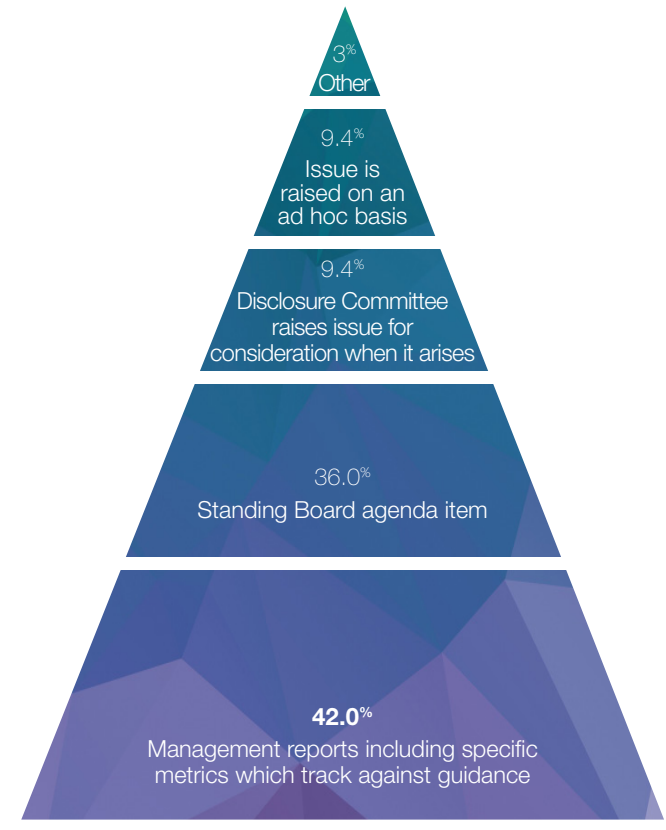 3%
Other
9.4%
Issue is
raised on an
ad hoc basis
9.4%
Disclosure Committee
raises issue for
consideration when it arises
36.0%
Standing Board agenda item
42.0%
Management reports including specific
metrics which track against guidance